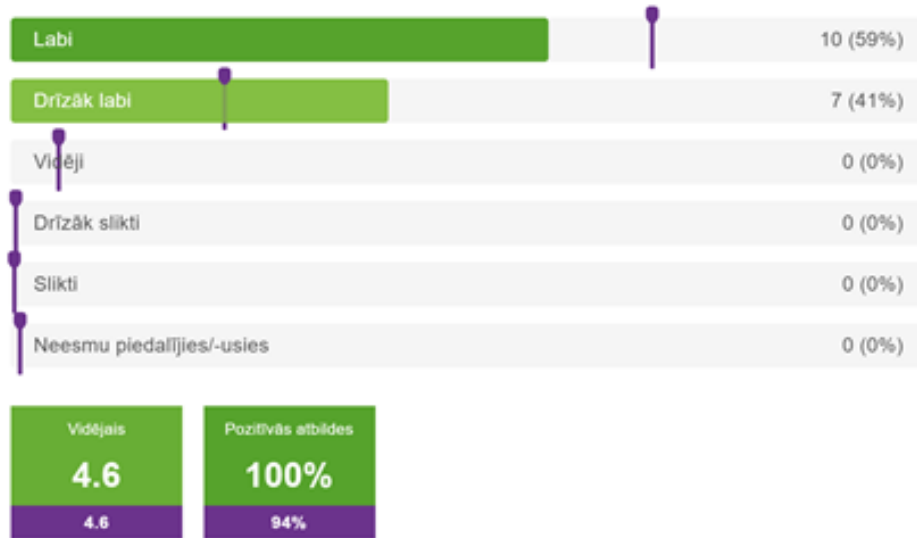 Labi 10 (59%)
Drīzāk labi 7 (41%)
Vidēji 0 (0%)
Drīzāk slikti 0 (0%)
Slikti 0 (0%)
Neesmu piedalījies/-usies 0 (0%)
Vidējais Pozitīvās atbildes
4.6 100%
4.6 94%